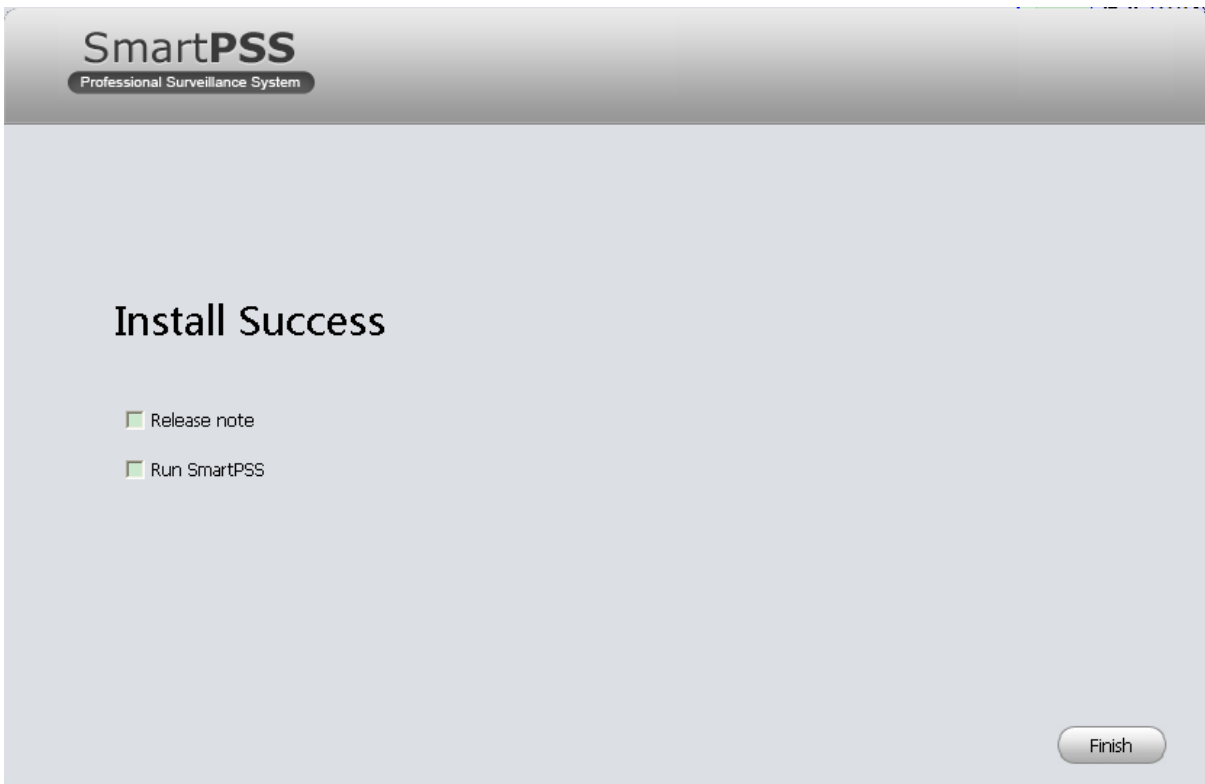 SmartPSS
Professional Surveillance System
Install Success
Release note
Run SmartPSS
Finish